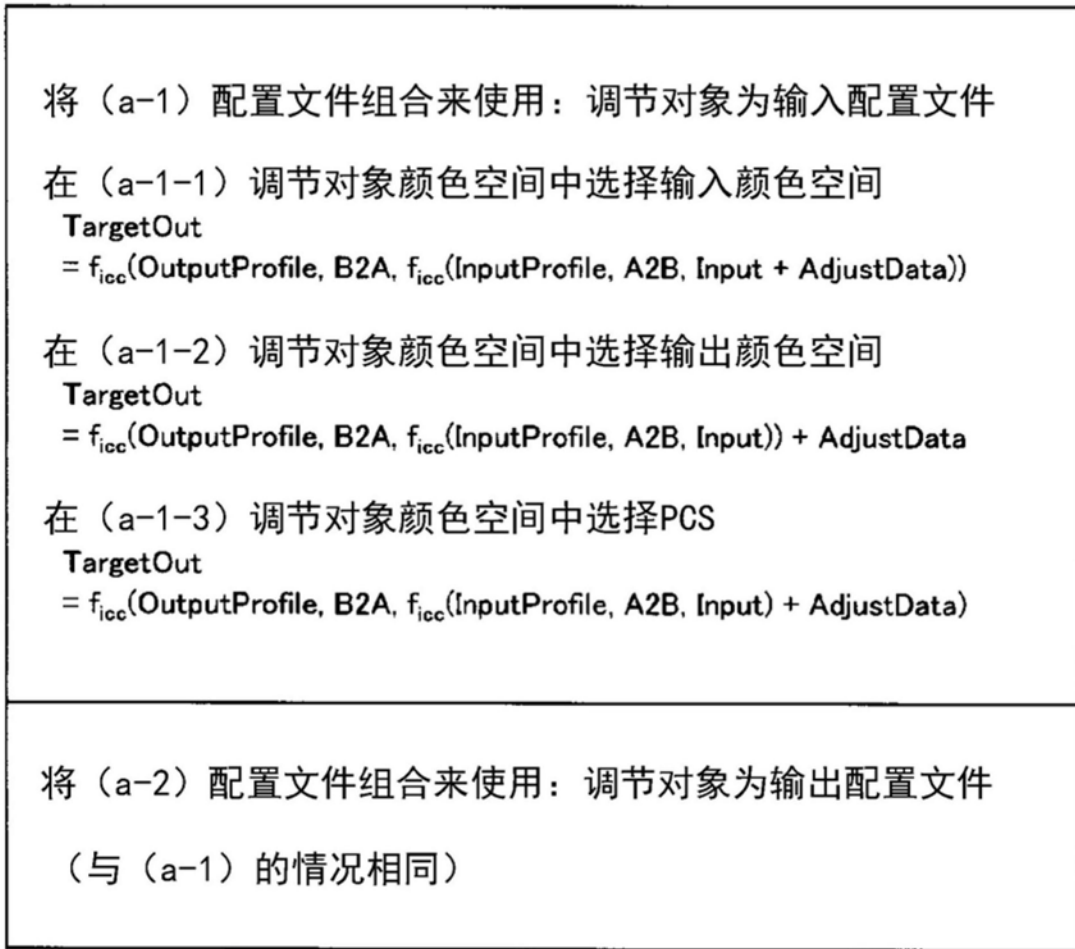 将（a-1）配置文件组合来使用：调节对象为输入配置文件
在（a-1-1）调节对象颜色空间中选择输入颜色空间
TargetOut
= ficc(OutputProfile, B2A, ficc(InputProfile, A2B, Input + AdjustData))
在（a-1-2）调节对象颜色空间中选择输出颜色空间
TargetOut
= ficc(OutputProfile, B2A, ficc(InputProfile, A2B, Input)) + AdjustData
在（a-1-3）调节对象颜色空间中选择PCS
TargetOut
= ficc(OutputProfile, B2A, ficc(InputProfile, A2B, Input) + AdjustData)
将（a-2）配置文件组合来使用：调节对象为输出配置文件
（与（a-1）的情况相同）